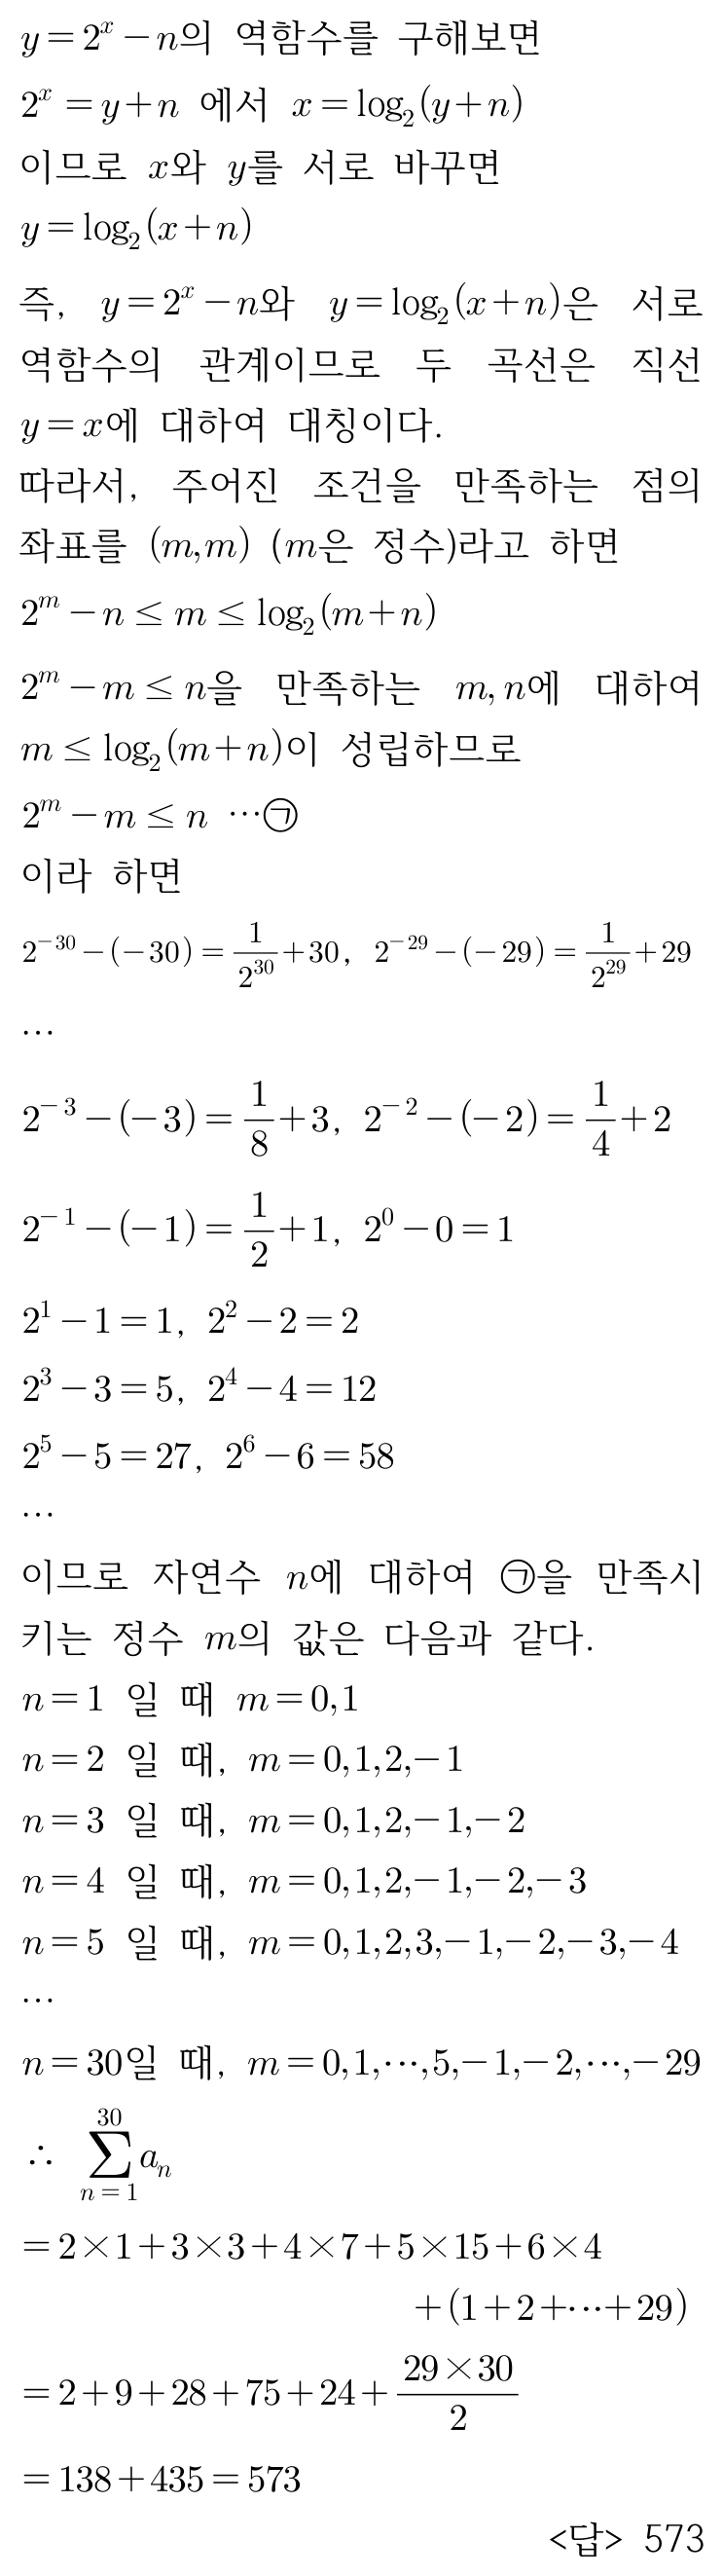 y = 2^x − n의 역함수를 구해보면
2^x = y + n 에서 x = log₂(y + n)
이므로 x와 y를 서로 바꾸면
y = log₂(x + n)
즉, y = 2^x − n와 y = log₂(x + n)은 서로
역함수의 관계이므로 두 곡선은 직선
y = x에 대하여 대칭이다.
따라서, 주어진 조건을 만족하는 점의
좌표를 (m,m) (m은 정수)라고 하면
2^m − n ≤ m ≤ log₂(m + n)
2^m − m ≤ n을 만족하는 m, n에 대하여
m ≤ log₂(m + n)이 성립하므로
2^m − m ≤ n ⋯㉠
이라 하면
2^(−30) − (−30) = 1/2^30 + 30, 2^(−29) − (−29) = 1/2^29 + 29
⋯
2^(−3) − (−3) = 1/8 + 3, 2^(−2) − (−2) = 1/4 + 2
2^(−1) − (−1) = 1/2 + 1, 2^0 − 0 = 1
2^1 − 1 = 1, 2^2 − 2 = 2
2^3 − 3 = 5, 2^4 − 4 = 12
2^5 − 5 = 27, 2^6 − 6 = 58
⋯
이므로 자연수 n에 대하여 ㉠을 만족시
키는 정수 m의 값은 다음과 같다.
n = 1 일 때 m = 0,1
n = 2 일 때, m = 0,1,2,−1
n = 3 일 때, m = 0,1,2,−1,−2
n = 4 일 때, m = 0,1,2,−1,−2,−3
n = 5 일 때, m = 0,1,2,3,−1,−2,−3,−4
⋯
n = 30일 때, m = 0,1,⋯,5,−1,−2,⋯,−29
∴ ∑_{n = 1}^{30} a_n
= 2×1 + 3×3 + 4×7 + 5×15 + 6×4
+ (1 + 2 + ⋯ + 29)
= 2 + 9 + 28 + 75 + 24 + (29×30)/2
= 138 + 435 = 573
<답> 573